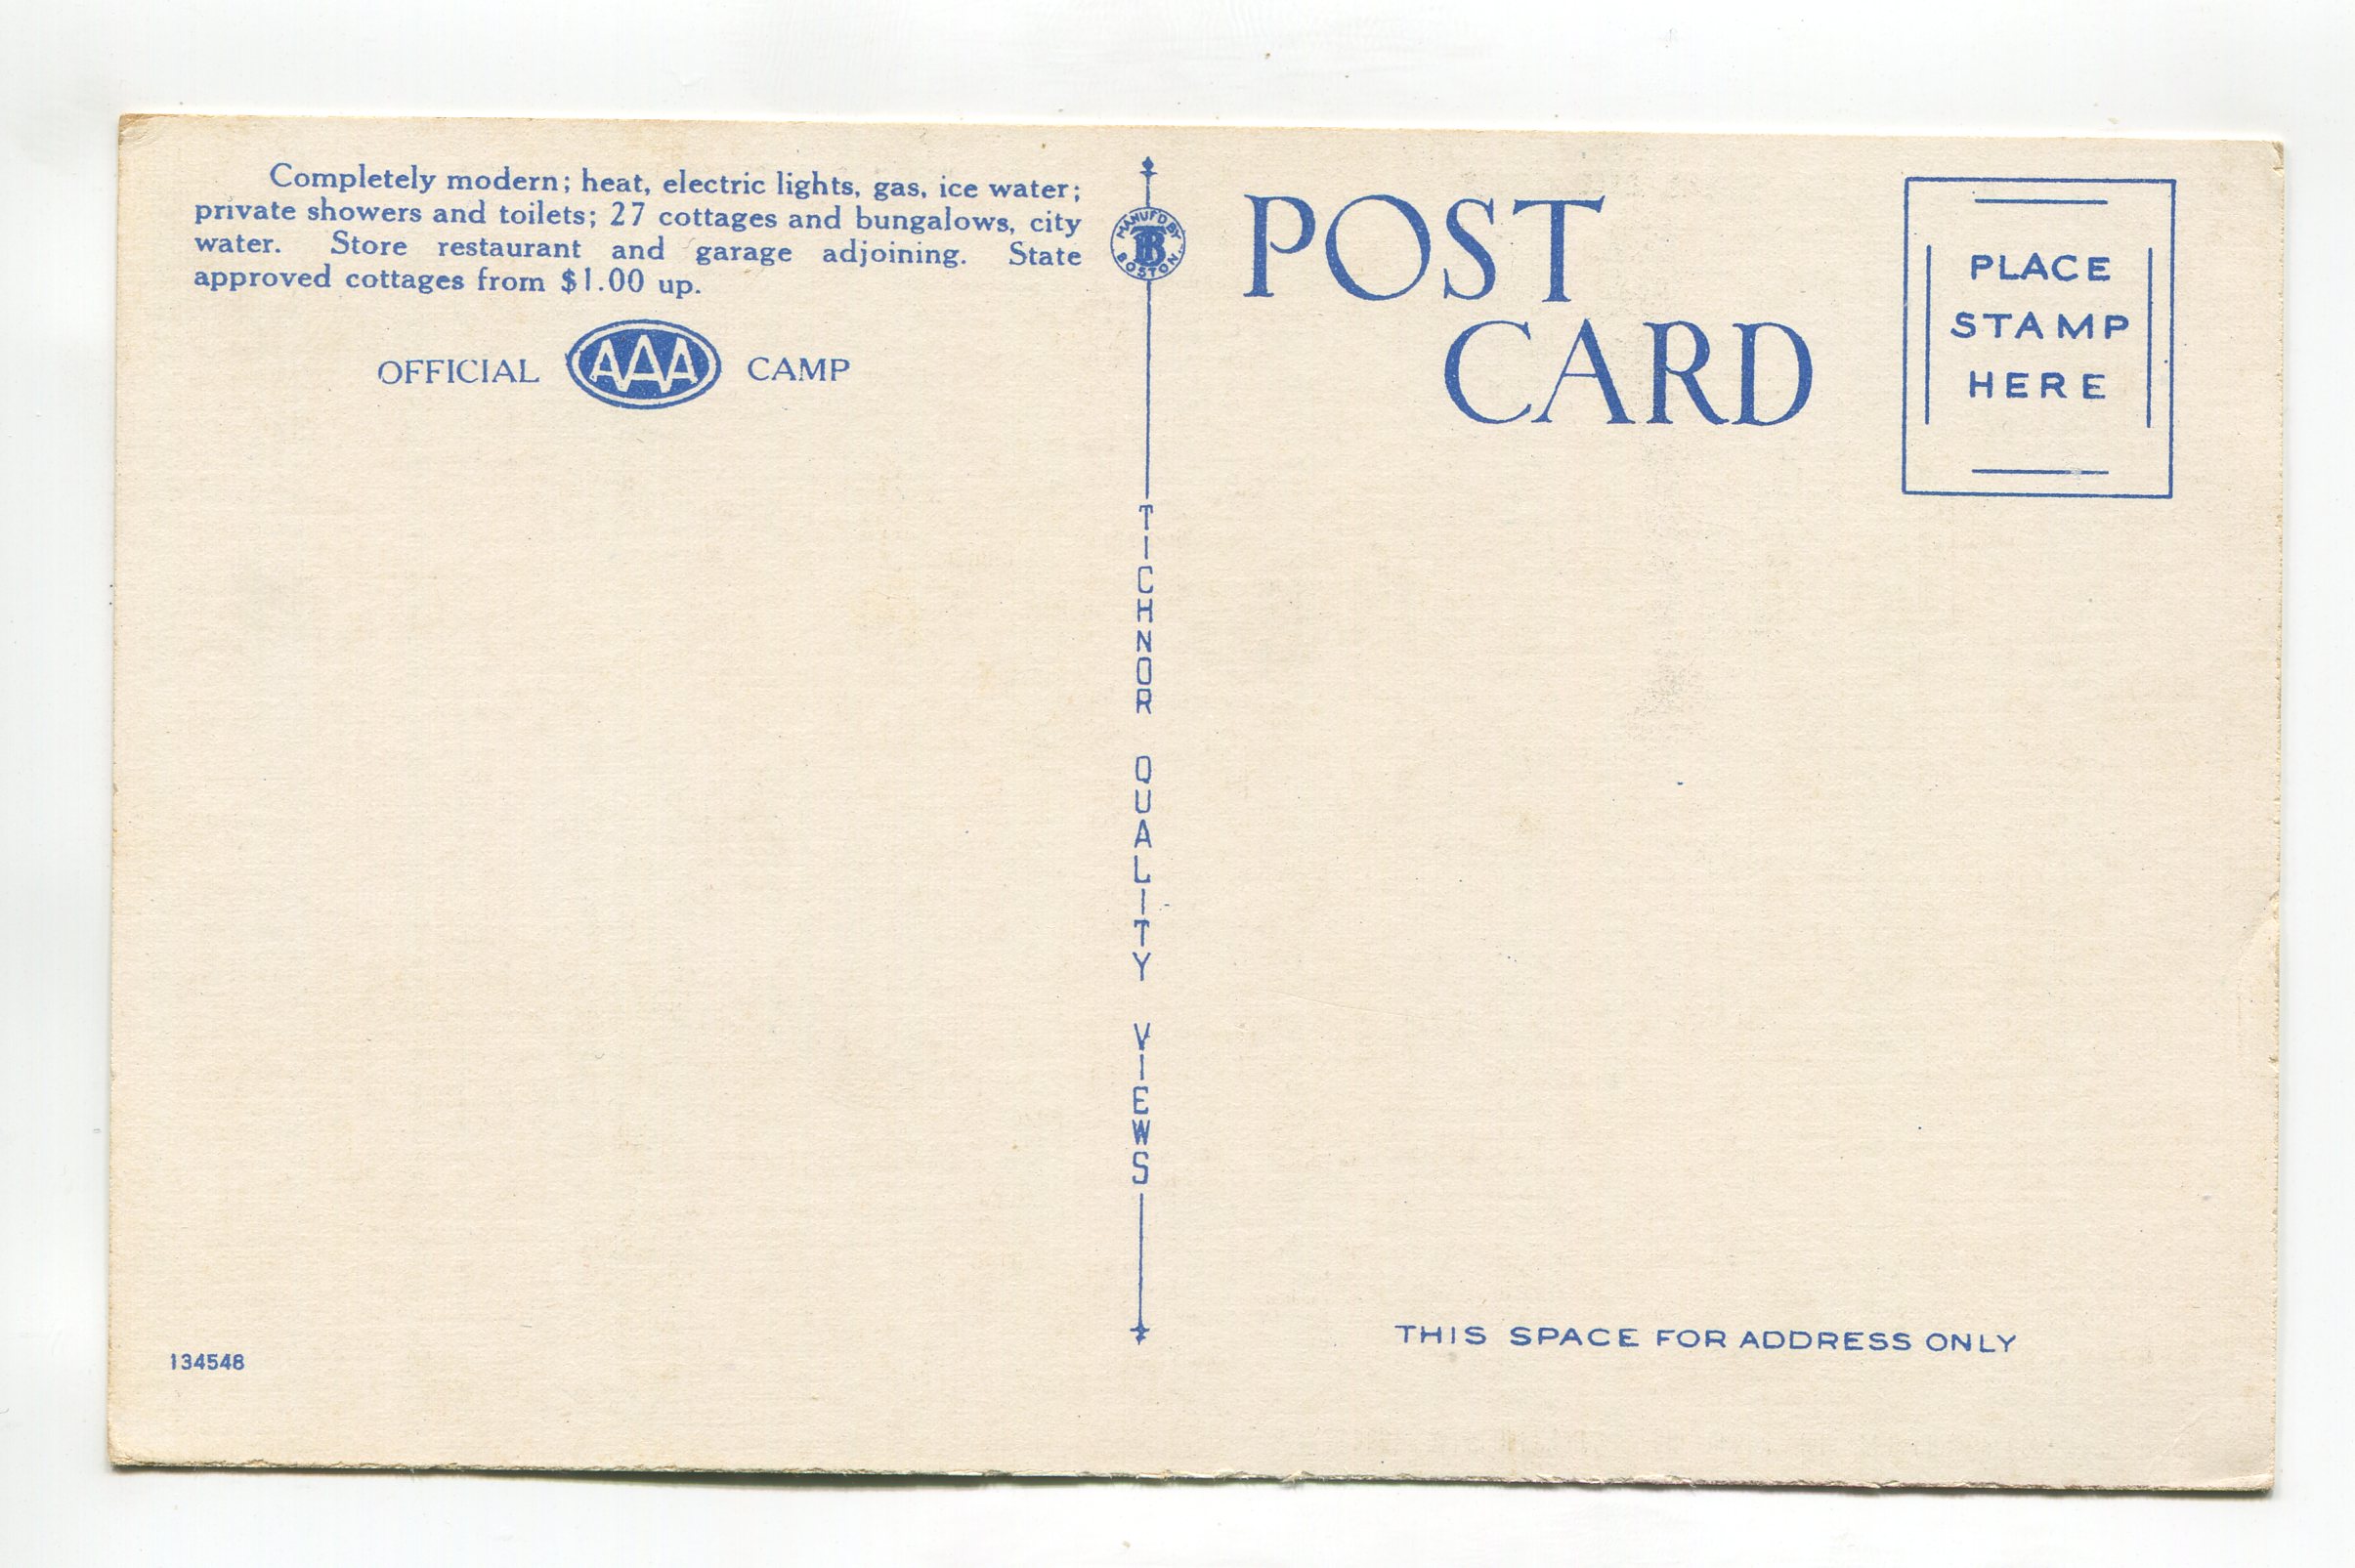 Completely modern; heat, electric lights, gas, ice water;
private showers and toilets; 27 cottages and bungalows, city
water. Store restaurant and garage adjoining. State
approved cottages from $1.00 up.
OFFICIAL AAA CAMP
134548
MANUF'D BY
TB
BOSTON.
TICHNOR QUALITY VIEWS
POST
CARD
PLACE
STAMP
HERE
THIS SPACE FOR ADDRESS ONLY